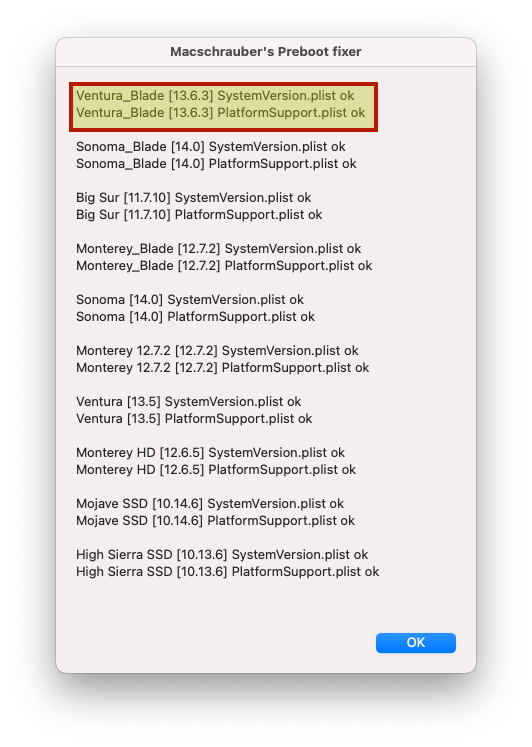 Macschrauber's Preboot fixer
Ventura_Blade [13.6.3] SystemVersion.plist ok
Ventura_Blade [13.6.3] PlatformSupport.plist ok
Sonoma_Blade [14.0] SystemVersion.plist ok
Sonoma_Blade [14.0] PlatformSupport.plist ok
Big Sur [11.7.10] SystemVersion.plist ok
Big Sur [11.7.10] PlatformSupport.plist ok
Monterey_Blade [12.7.2] SystemVersion.plist ok
Monterey_Blade [12.7.2] PlatformSupport.plist ok
Sonoma [14.0] SystemVersion.plist ok
Sonoma [14.0] PlatformSupport.plist ok
Monterey 12.7.2 [12.7.2] SystemVersion.plist ok
Monterey 12.7.2 [12.7.2] PlatformSupport.plist ok
Ventura [13.5] SystemVersion.plist ok
Ventura [13.5] PlatformSupport.plist ok
Monterey HD [12.6.5] SystemVersion.plist ok
Monterey HD [12.6.5] PlatformSupport.plist ok
Mojave SSD [10.14.6] SystemVersion.plist ok
Mojave SSD [10.14.6] PlatformSupport.plist ok
High Sierra SSD [10.13.6] SystemVersion.plist ok
High Sierra SSD [10.13.6] PlatformSupport.plist ok
OK